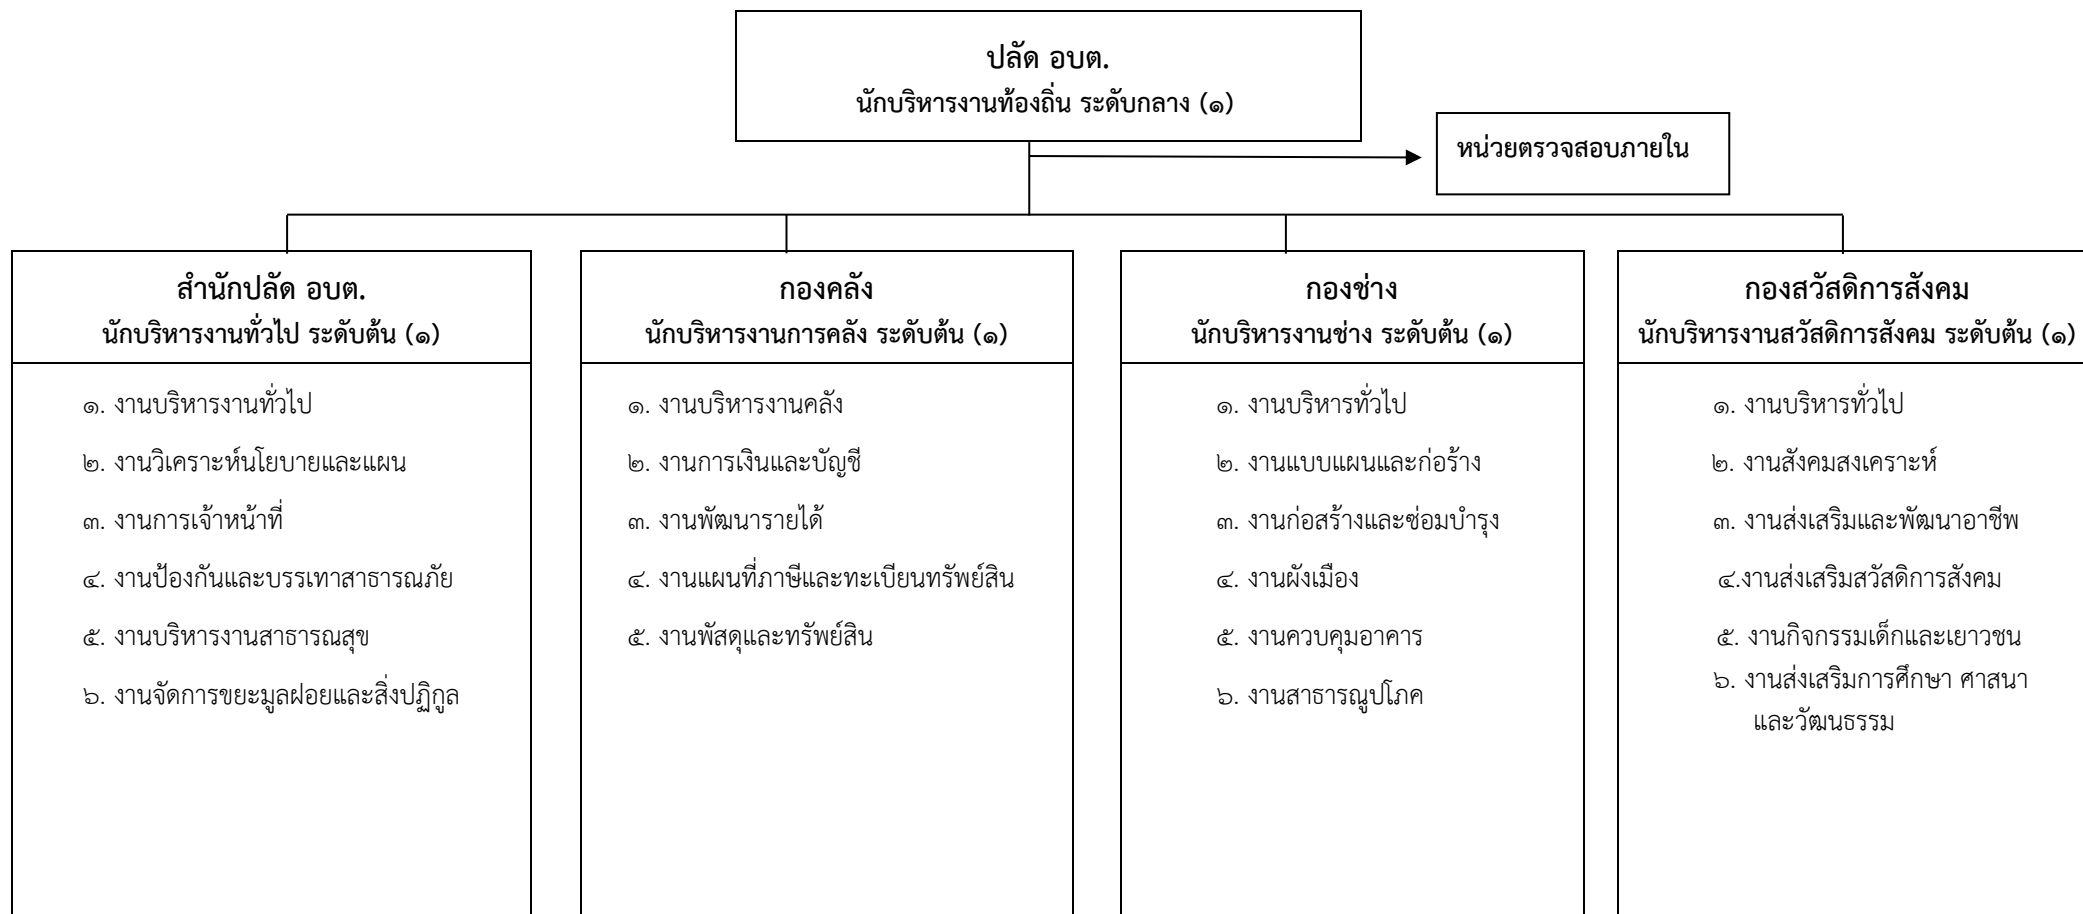 ปลัด อบต.
นักบริหารงานท้องถิ่น ระดับกลาง (๑)
หน่วยตรวจสอบภายใน
สำนักปลัด อบต.
นักบริหารงานทั่วไป ระดับต้น (๑)
๑. งานบริหารงานทั่วไป
๒. งานวิเคราะห์นโยบายและแผน
๓. งานการเจ้าหน้าที่
๔. งานป้องกันและบรรเทาสาธารณภัย
๕. งานบริหารงานสาธารณสุข
๖. งานจัดการขยะมูลฝอยและสิ่งปฏิกูล
กองคลัง
นักบริหารงานการคลัง ระดับต้น (๑)
๑. งานบริหารงานคลัง
๒. งานการเงินและบัญชี
๓. งานพัฒนารายได้
๔. งานแผนที่ภาษีและทะเบียนทรัพย์สิน
๕. งานพัสดุและทรัพย์สิน
กองช่าง
นักบริหารงานช่าง ระดับต้น (๑)
๑. งานบริหารทั่วไป
๒. งานแบบแผนและก่อร้าง
๓. งานก่อสร้างและซ่อมบำรุง
๔. งานผังเมือง
๕. งานควบคุมอาคาร
๖. งานสาธารณูปโภค
กองสวัสดิการสังคม
นักบริหารงานสวัสดิการสังคม ระดับต้น (๑)
๑. งานบริหารทั่วไป
๒. งานสังคมสงเคราะห์
๓. งานส่งเสริมและพัฒนาอาชีพ
๔.งานส่งเสริมสวัสดิการสังคม
๕. งานกิจกรรมเด็กและเยาวชน
๖. งานส่งเสริมการศึกษา ศาสนา
และวัฒนธรรม